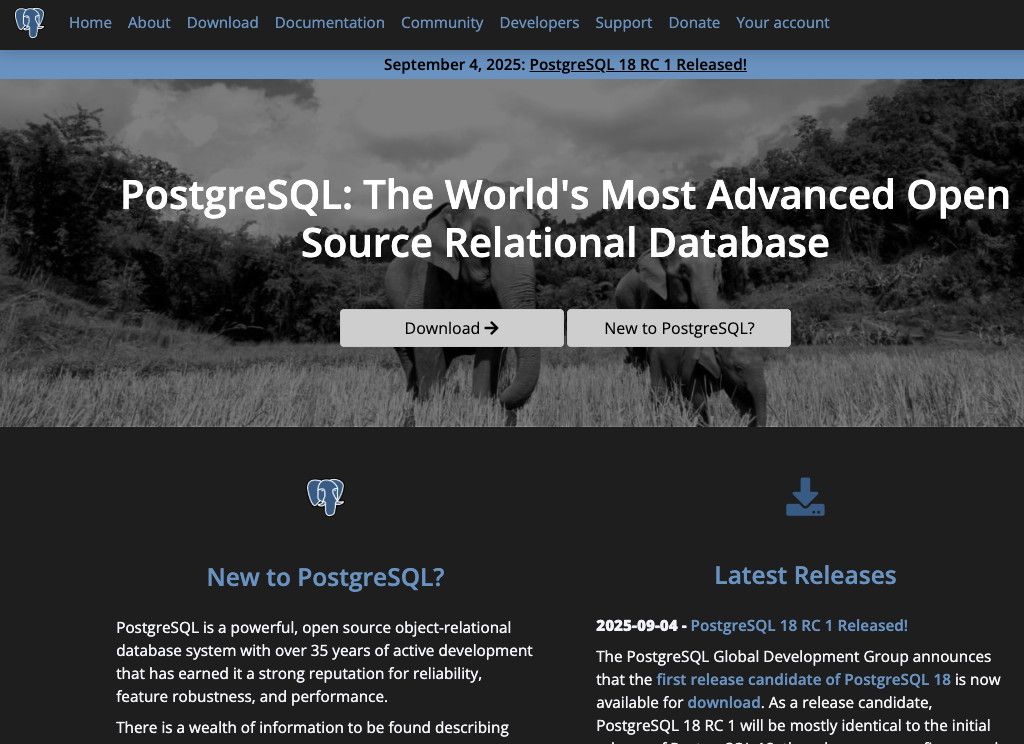 Home About Download Documentation Community Developers Support Donate Your account
September 4, 2025: PostgreSQL 18 RC 1 Released!
PostgreSQL: The World's Most Advanced Open
Source Relational Database
Download
New to PostgreSQL?
New to PostgreSQL?
PostgreSQL is a powerful, open source object-relational
database system with over 35 years of active development
that has earned it a strong reputation for reliability,
feature robustness, and performance.
There is a wealth of information to be found describing
Latest Releases
2025-09-04 - PostgreSQL 18 RC 1 Released!
The PostgreSQL Global Development Group announces
that the first release candidate of PostgreSQL 18 is now
available for download. As a release candidate,
PostgreSQL 18 RC 1 will be mostly identical to the initial